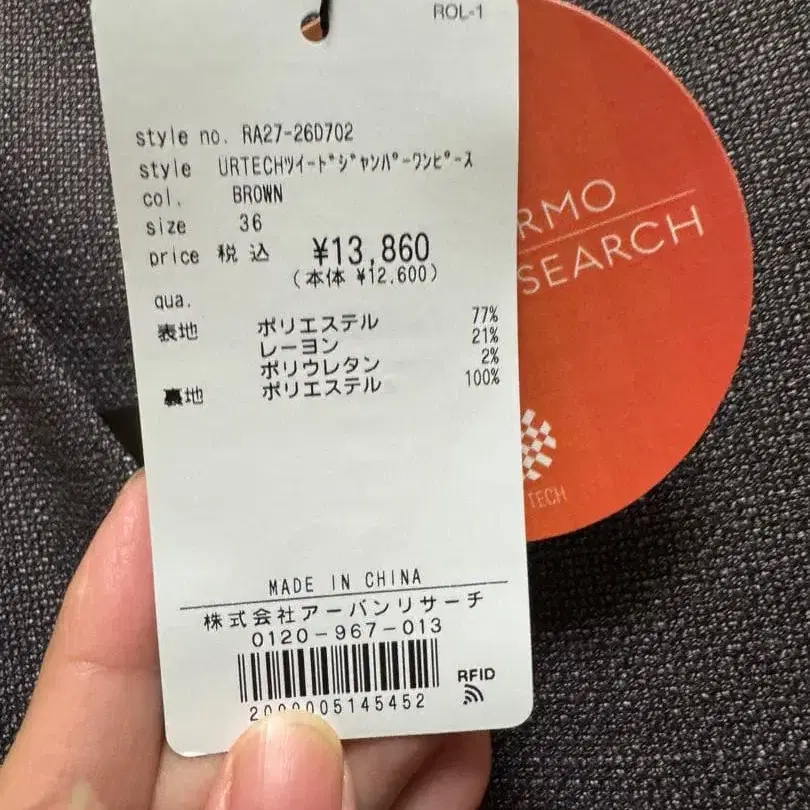 ROL-1
style no. RA27-26D702
style URTECHﾂｲｰﾄﾞｼﾞｬﾝﾊﾟｰﾜﾝﾋﾟｰｽ
col. BROWN
size 36
price 税込 ¥13,860
(本体 ¥12,600)
qua.
表地 ポリエステル 77%
レーヨン 21%
ポリウレタン 2%
裏地 ポリエステル 100%
MADE IN CHINA
株式会社アーバンリサーチ
0120-967-013
RFID
2000005145452
RMO
SEARCH
TECH